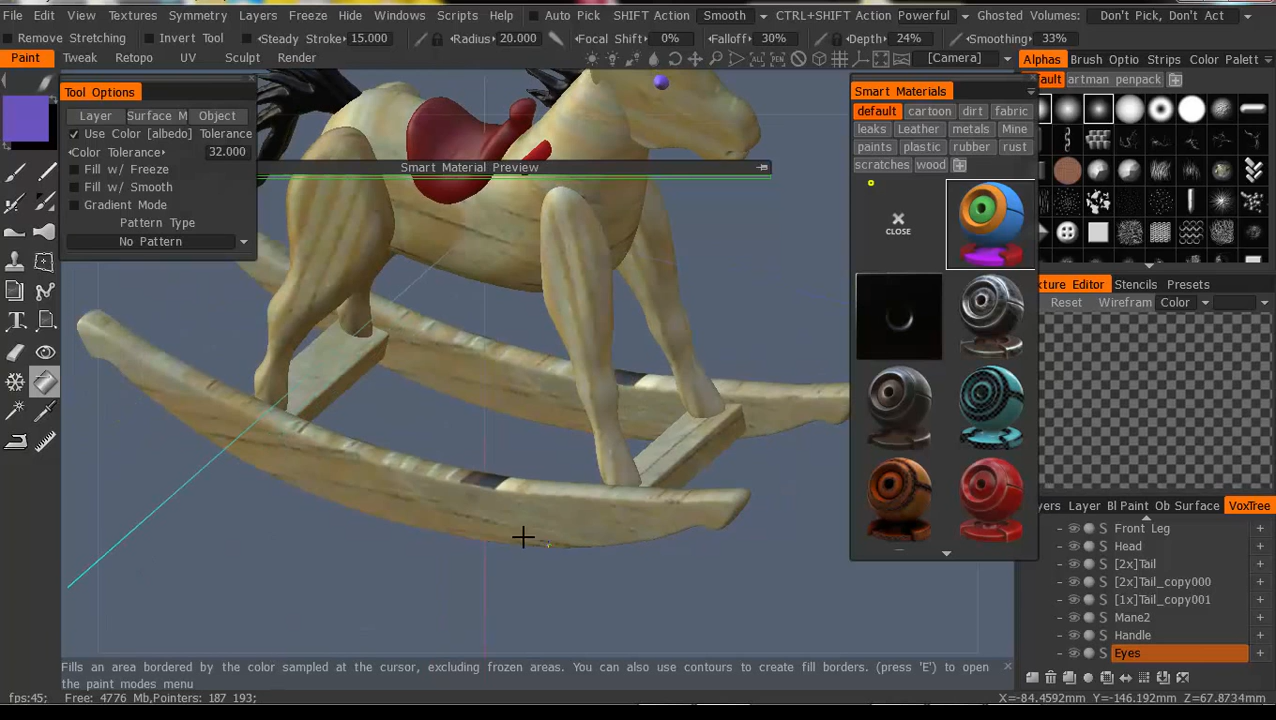 File Edit View Textures Symmetry Layers Freeze Hide Windows Scripts Help Auto Pick SHIFT Action Smooth CTRL+SHIFT Action Powerful Ghosted Volumes: Don't Pick, Don't Act
Remove Stretching Invert Tool Steady Stroke 15.000 Radius 20.000 Focal Shift 0% Falloff 30% Depth 24% Smoothing 33%
Paint Tweak Retopo UV Sculpt Render [Camera] Alphas Brush Options Strips Color Palett
Tool Options
Layer Surface M Object
Use Color [albedo] Tolerance
Color Tolerance 32.000
Fill w/ Freeze
Fill w/ Smooth
Gradient Mode
Pattern Type
No Pattern
Smart Material Preview
Smart Materials
default cartoon dirt fabric
leaks Leather metals Mine
paints plastic rubber rust
scratches wood
CLOSE
ault artman penpack
xture Editor Stencils Presets
Reset Wirefram Color
yers Layer Bl Paint Ob Surface VoxTree
S Front Leg +
S Head +
S [2x]Tail +
S [2x]Tail_copy000 +
S [1x]Tail_copy001 +
S Mane2 +
S Handle +
S Eyes +
Fills an area bordered by the color sampled at the cursor, excluding frozen areas. You can also use contours to create fill borders. (press 'E') to open
the paint modes menu
fps:45; Free: 4776 Mb,Pointers: 187 193; X=-84.4592mm Y=-146.192mm Z=67.8734mm